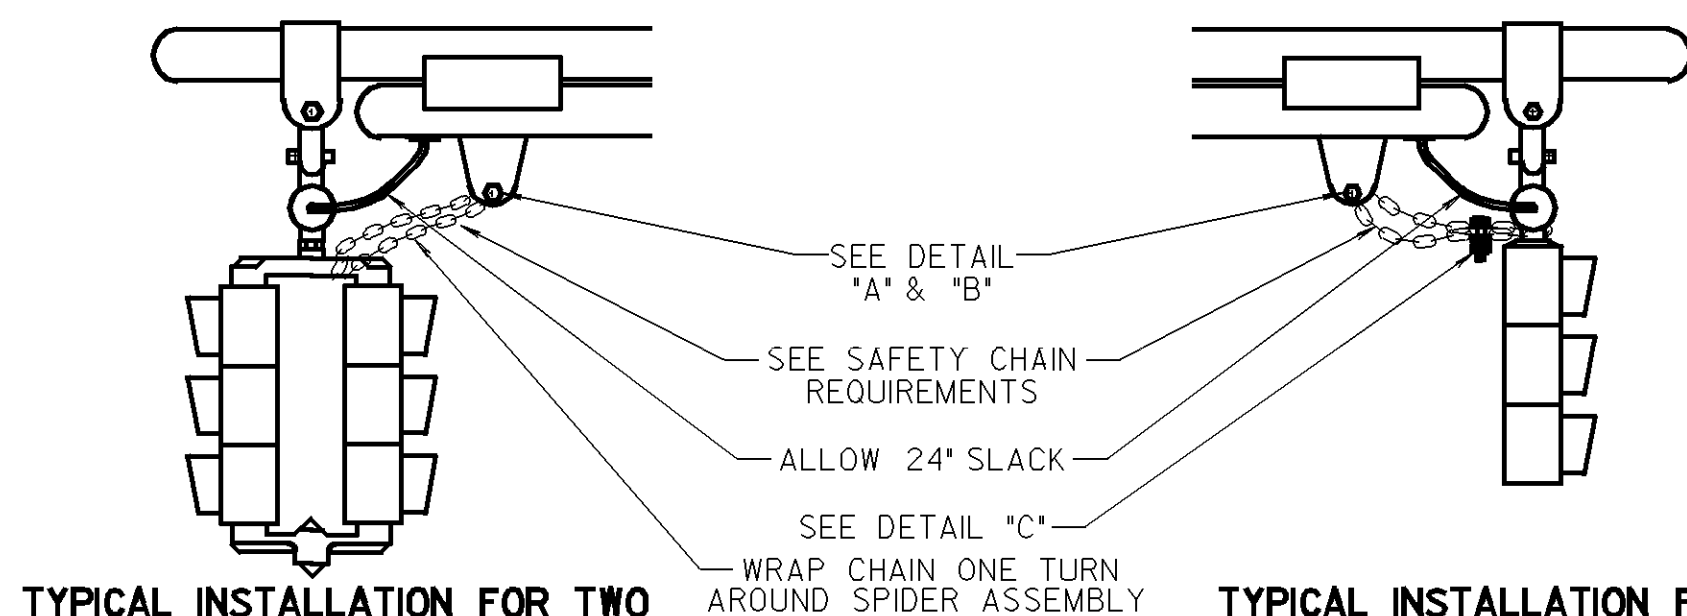 SEE DETAIL
"A" & "B"
SEE SAFETY CHAIN
REQUIREMENTS
ALLOW 24" SLACK
SEE DETAIL "C"
WRAP CHAIN ONE TURN
AROUND SPIDER ASSEMBLY
TYPICAL INSTALLATION FOR TWO
TYPICAL INSTALLATION